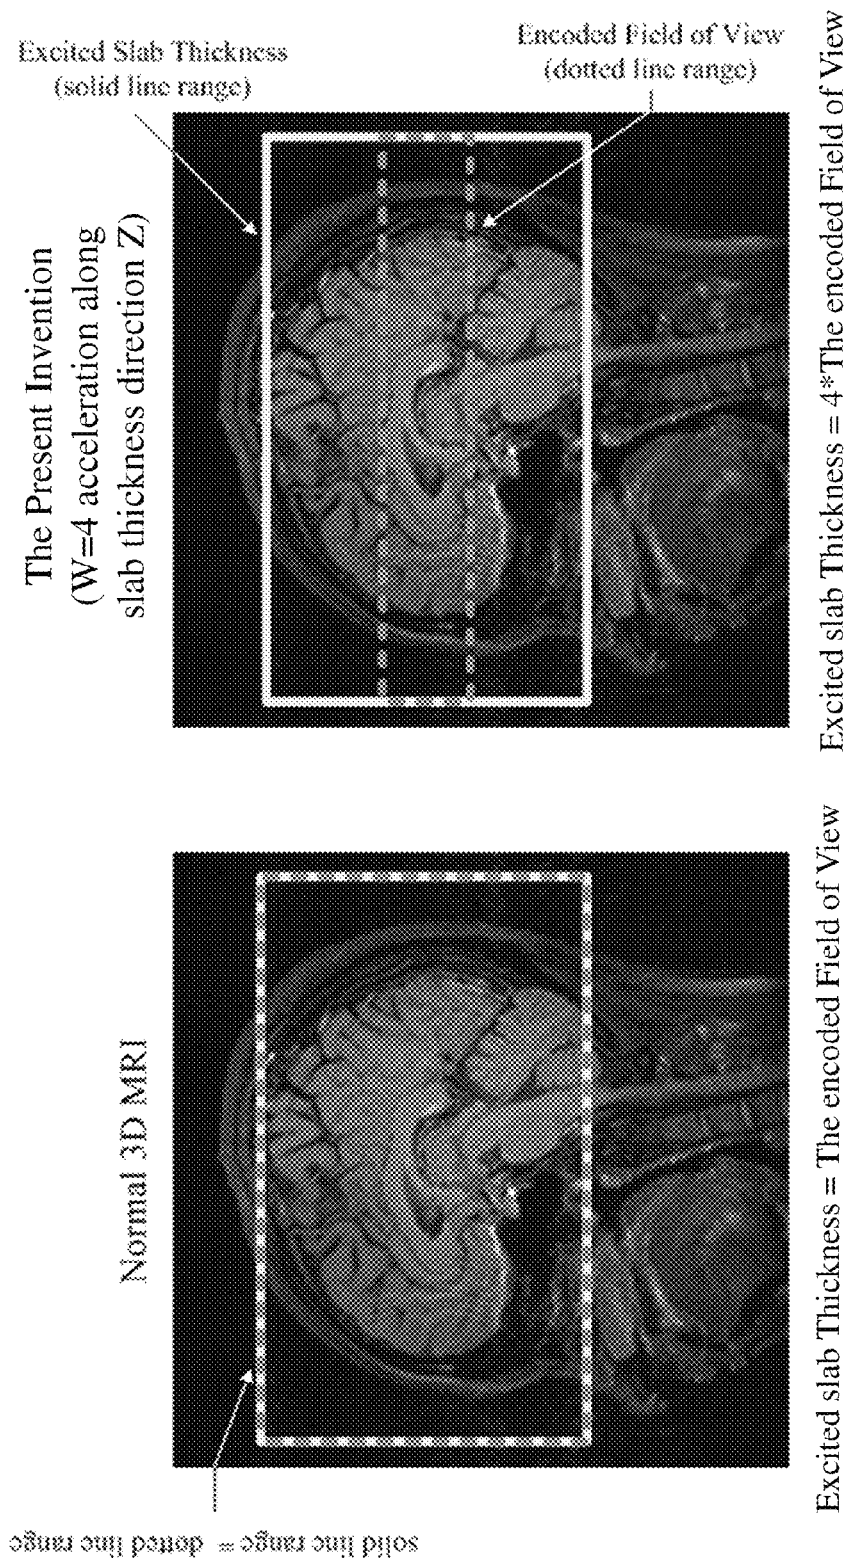 Excited Slab Thickness
(solid line range)
Encoded Field of View
(dotted line range)
The Present Invention
(W=4 acceleration along
slab thickness direction Z)
Excited slab Thickness = 4*The encoded Field of View
Normal 3D MRI
Excited slab Thickness = The encoded Field of View
solid line range = dotted line range